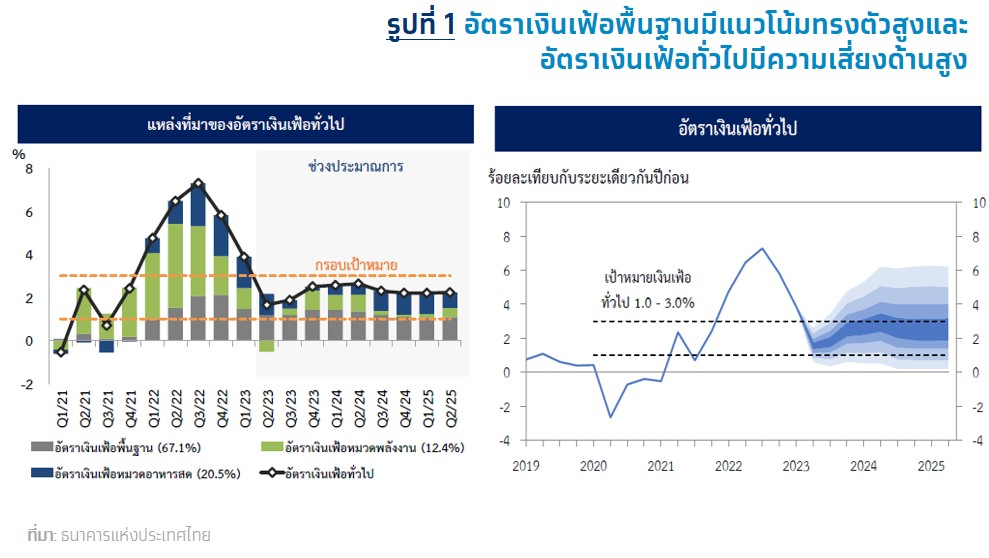 รูปที่ 1 อัตราเงินเฟ้อพื้นฐานมีแนวโน้มทรงตัวสูงและ
อัตราเงินเฟ้อทั่วไปมีความเสี่ยงด้านสูง
แหล่งที่มาของอัตราเงินเฟ้อทั่วไป
%
ช่วงประมาณการ
8
6
4
2
0
-2
กรอบเป้าหมาย
Q1/21
Q2/21
Q3/21
Q4/21
Q1/22
Q2/22
Q3/22
Q4/22
Q1/23
Q2/23
Q3/23
Q4/23
Q1/24
Q2/24
Q3/24
Q4/24
Q1/25
Q2/25
อัตราเงินเฟ้อพื้นฐาน (67.1%)
อัตราเงินเฟ้อหมวดพลังงาน (12.4%)
อัตราเงินเฟ้อหมวดอาหารสด (20.5%)
อัตราเงินเฟ้อทั่วไป
อัตราเงินเฟ้อทั่วไป
ร้อยละเทียบกับระยะเดียวกันปีก่อน
10 10
8 8
6 6
4 4
2 2
0 0
-2 -2
-4 -4
เป้าหมายเงินเฟ้อ
ทั่วไป 1.0 - 3.0%
2019 2020 2021 2022 2023 2024 2025
ที่มา: ธนาคารแห่งประเทศไทย